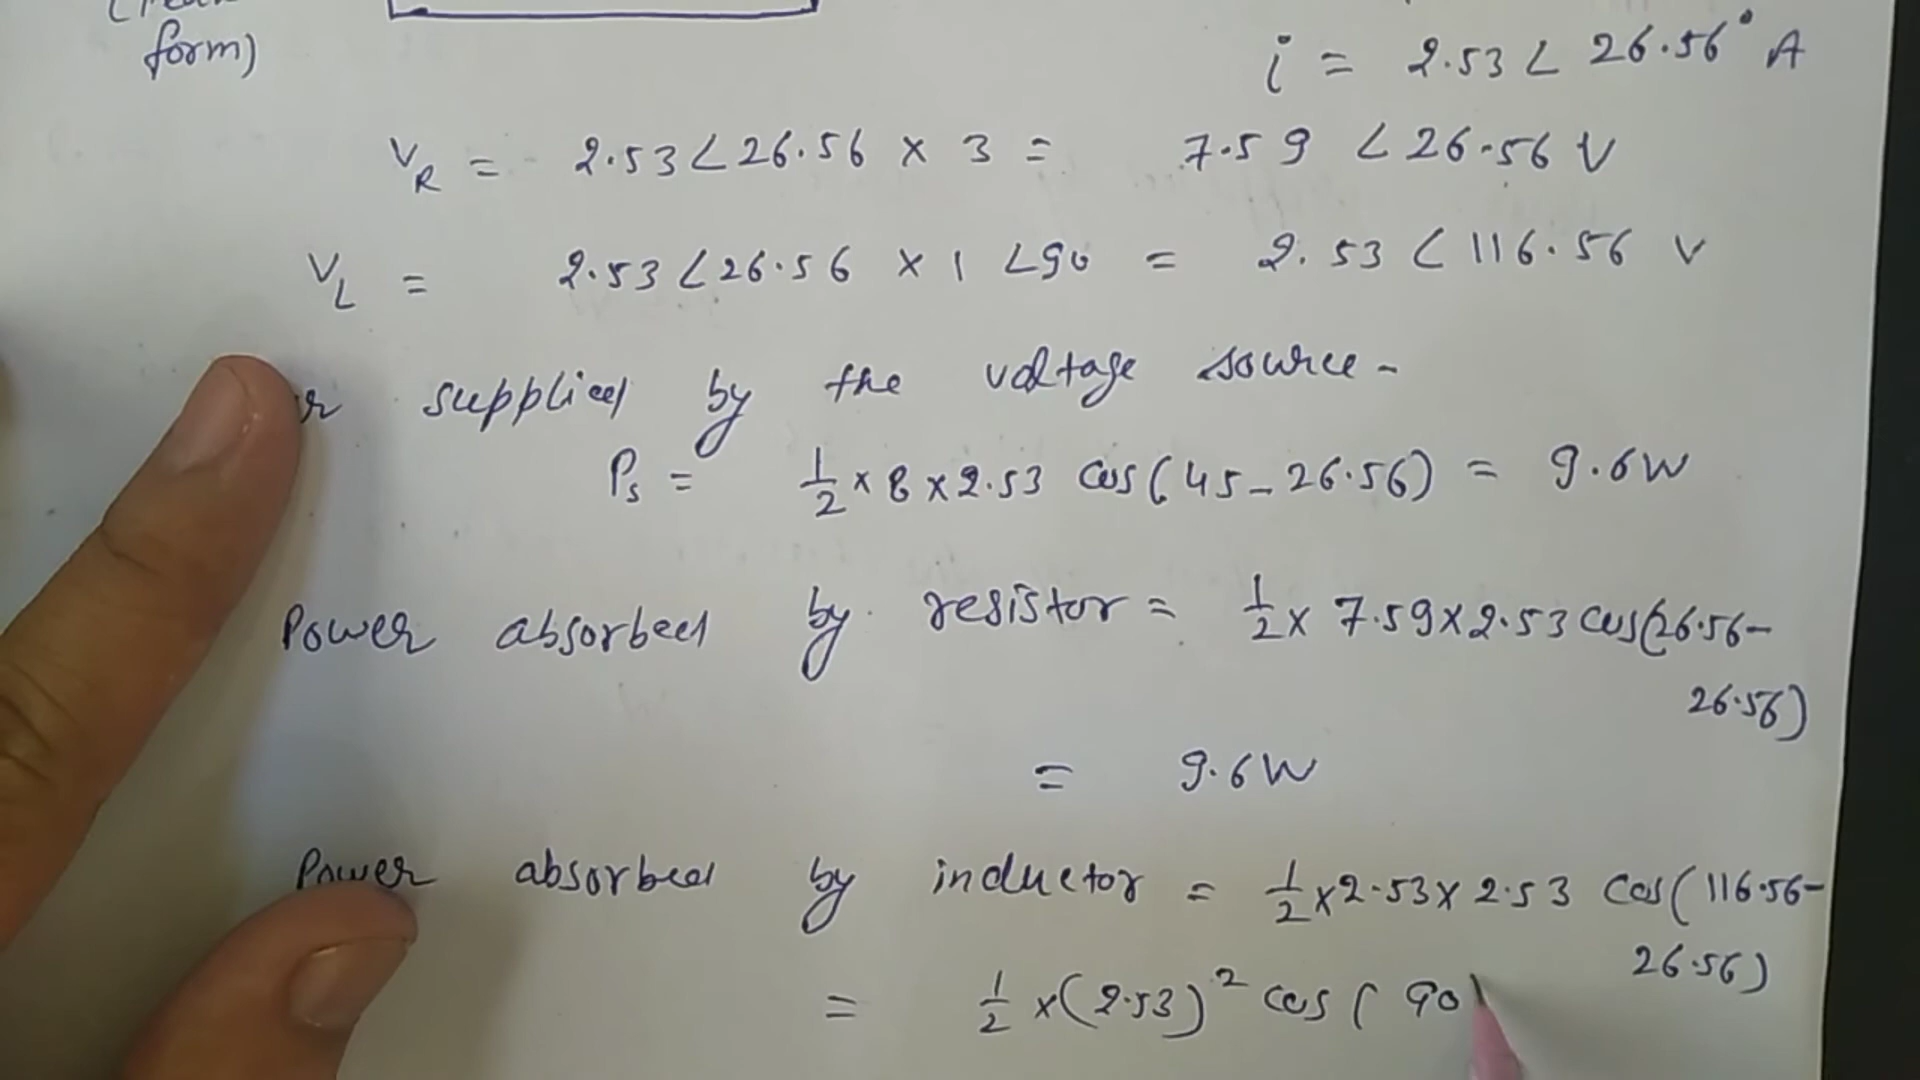 form)
i = 2.53 ∠ 26.56° A
V_R = 2.53 ∠ 26.56 × 3 = 7.59 ∠ 26.56 V
V_L = 2.53 ∠ 26.56 × 1 ∠90 = 2.53 ∠ 116.56 V
supplied by the voltage source -
P_s = 1/2 × 8 × 2.53 cos(45 - 26.56) = 9.6W
Power absorbed by resistor = 1/2 × 7.59 × 2.53 cos(26.56 -
26.56)
= 9.6W
Power absorbed by inductor = 1/2 × 2.53 × 2.53 cos(116.56 -
26.56)
= 1/2 × (2.53)² cos ( 90)